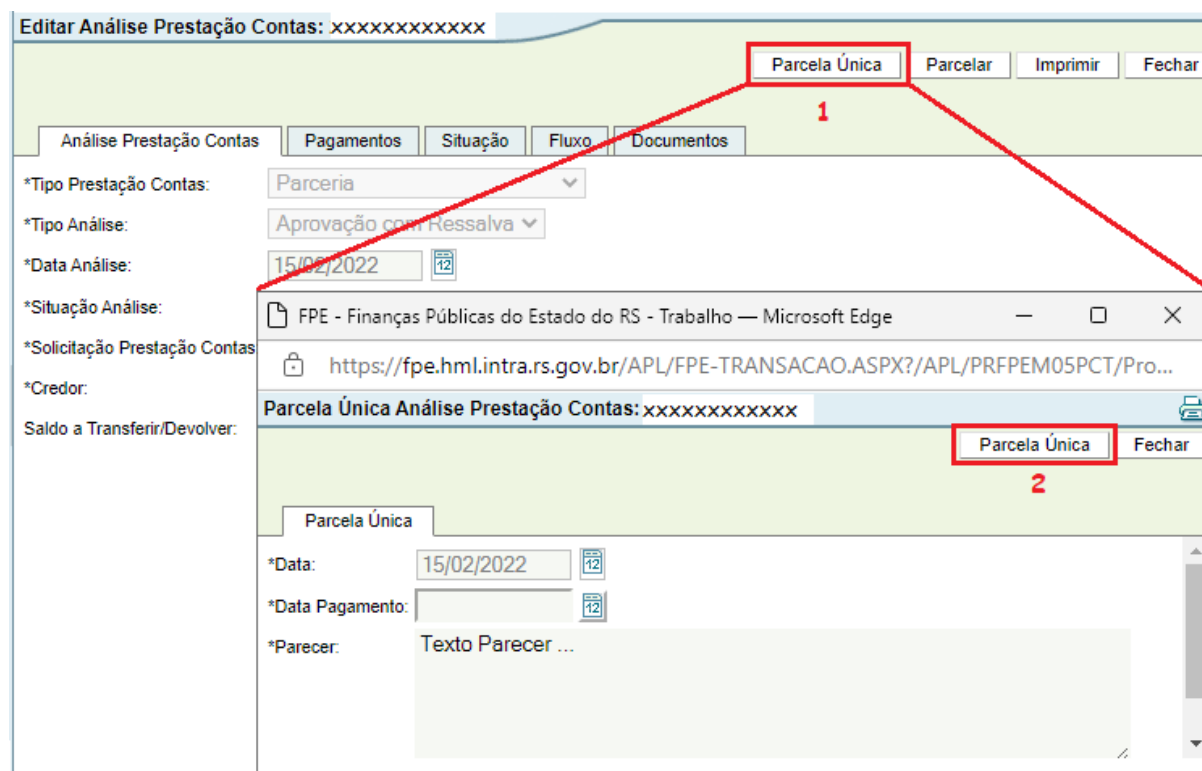 Editar Análise Prestação Contas: xxxxxxxxxxxx
Parcela Única Parcelar Imprimir Fechar
1
Análise Prestação Contas Pagamentos Situação Fluxo Documentos
*Tipo Prestação Contas: Parceria
*Tipo Análise: Aprovação com Ressalva
*Data Análise: 15/02/2022 12
*Situação Análise:
*Solicitação Prestação Contas
*Credor:
Saldo a Transferir/Devolver:
FPE - Finanças Públicas do Estado do RS - Trabalho — Microsoft Edge
https://fpe.hml.intra.rs.gov.br/APL/FPE-TRANSACAO.ASPX?/APL/PRFPEM05PCT/Pro...
Parcela Única Análise Prestação Contas: xxxxxxxxxxxx
Parcela Única Fechar
2
Parcela Única
*Data: 15/02/2022 12
*Data Pagamento: 12
*Parecer: Texto Parecer ...